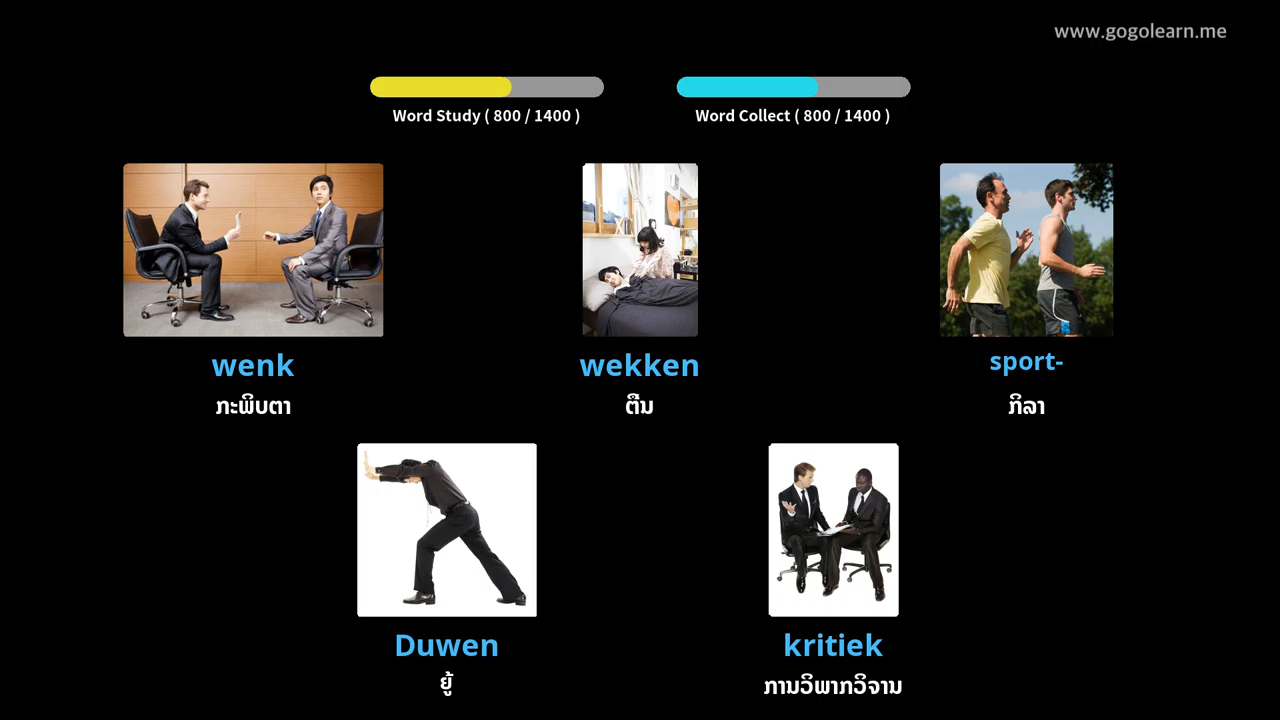 www.gogolearn.me
Word Study ( 800 / 1400 )
Word Collect ( 800 / 1400 )
wenk
ກະພິບຕາ
wekken
ຕື່ນ
sport-
ກິລາ
Duwen
ຍູ້
kritiek
ການວິພາກວິຈານ